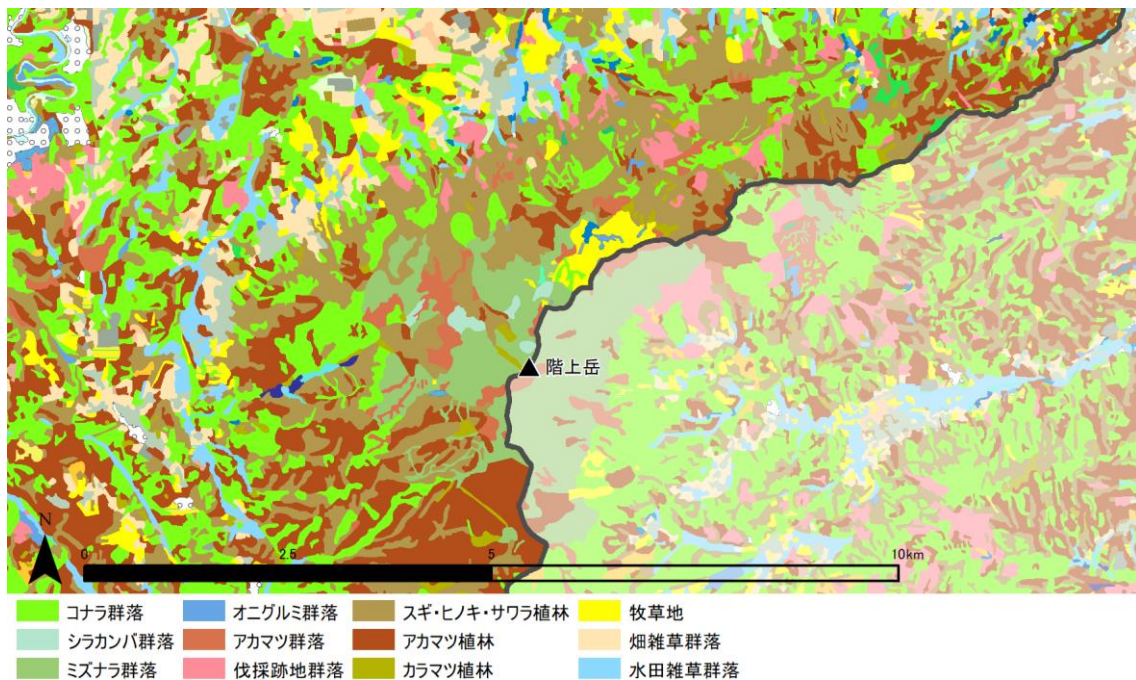 階上岳
N
0 2.5 5 10km
コナラ群落 オニグルミ群落 スギ・ヒノキ・サワラ植林 牧草地
シラカンバ群落 アカマツ群落 アカマツ植林 畑雑草群落
ミズナラ群落 伐採跡地群落 カラマツ植林 水田雑草群落